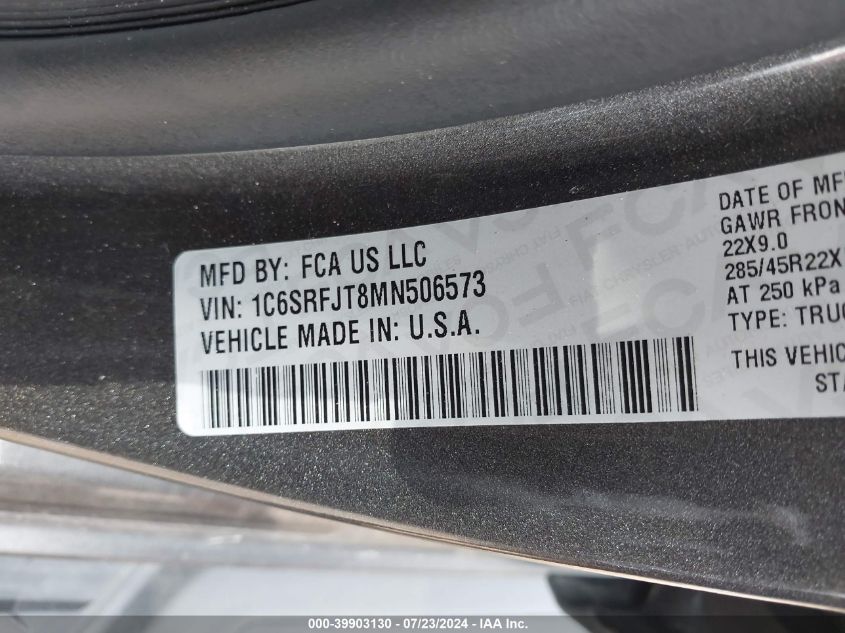 MFD BY: FCA US LLC
VIN: 1C6SRFJT8MN506573
VEHICLE MADE IN: U.S.A.
DATE OF MF
GAWR FRON
22X9.0
285/45R22X
AT 250 kPa
TYPE: TRUC
THIS VEHIC
ST
000-39903130 - 07/23/2024 - IAA Inc.